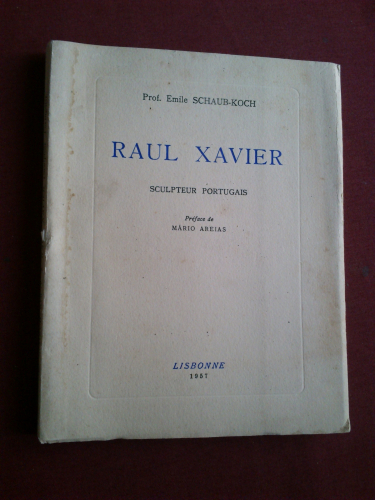 Prof. Emile SCHAUB-KOCH
RAUL XAVIER
SCULPTEUR PORTUGAIS
Préface de
MÁRIO AREIAS
LISBONNE
1957